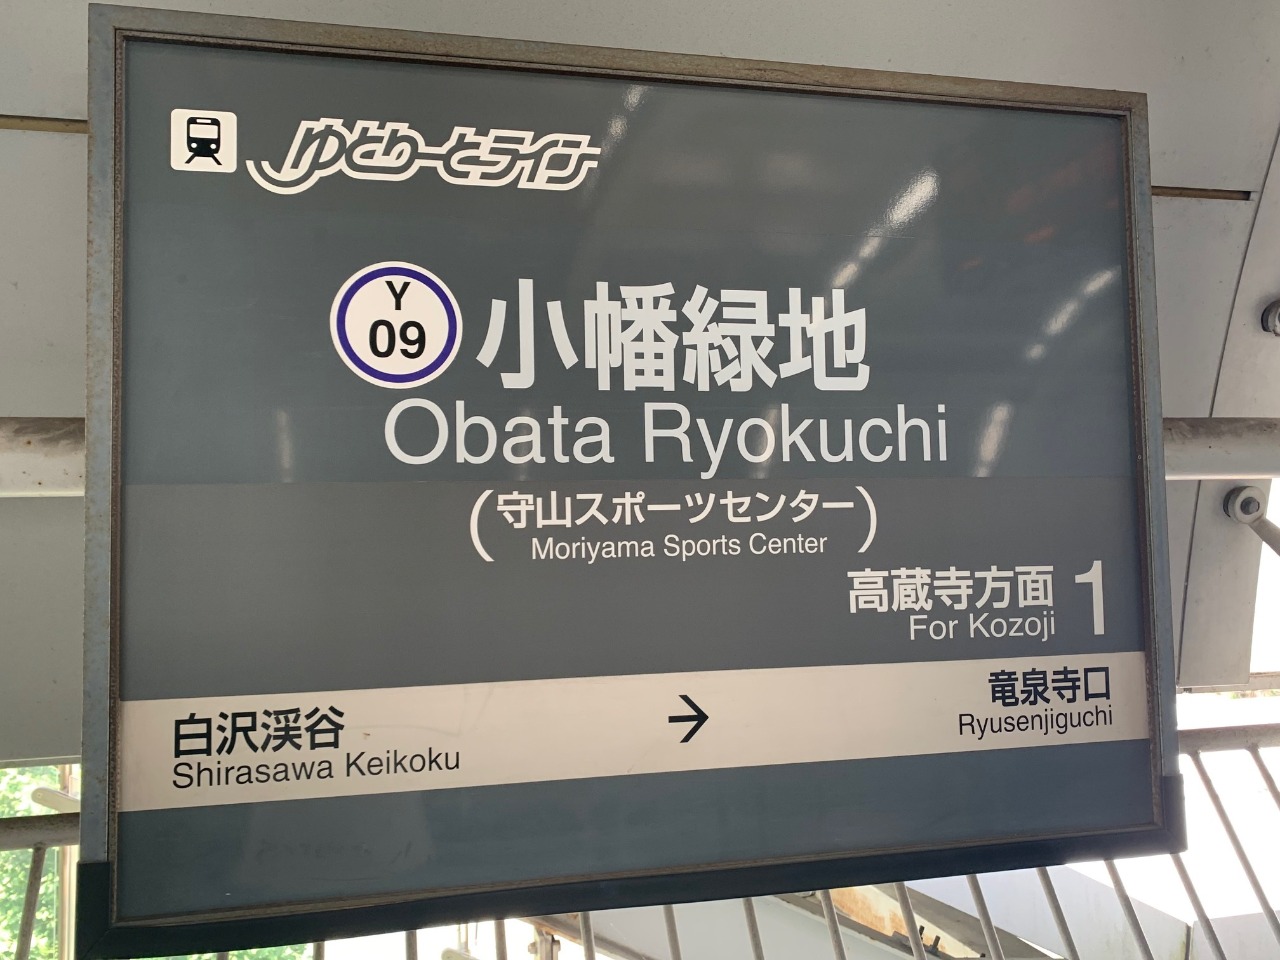 ゆとりーとライン
Y
09
小幡緑地
Obata Ryokuchi
(守山スポーツセンター)
Moriyama Sports Center
高蔵寺方面 1
For Kozoji
白沢渓谷 → 竜泉寺口
Shirasawa Keikoku Ryusenjiguchi